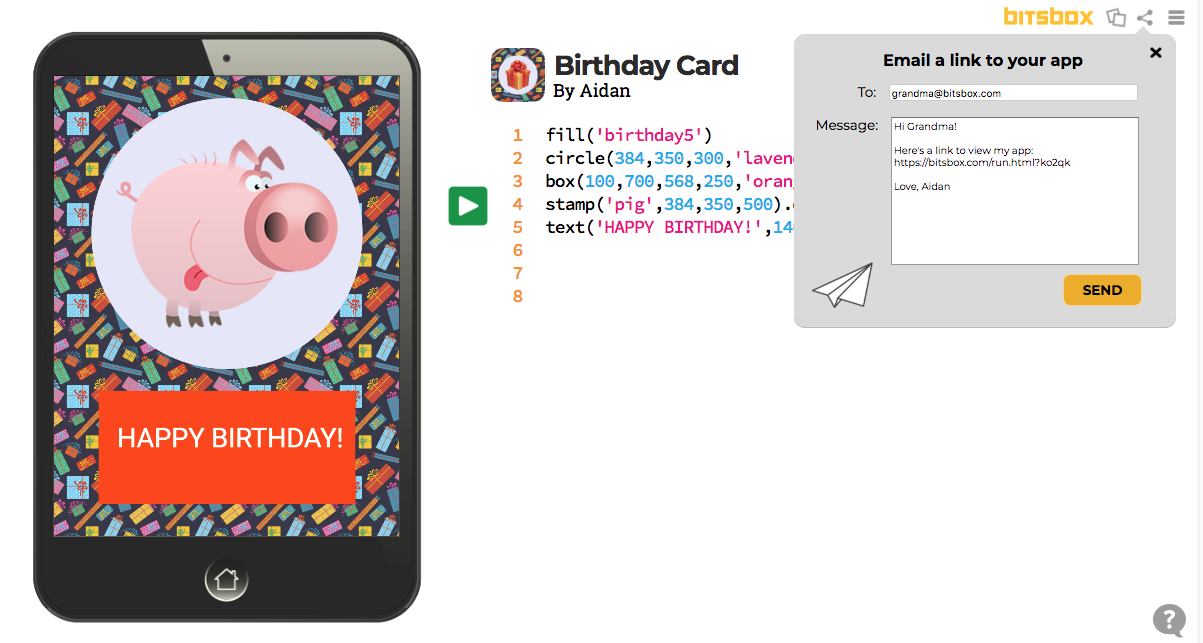 bitsbox
Birthday Card
By Aidan
1 fill('birthday5')
2 circle(384,350,300,'laven
3 box(100,700,568,250,'oran
4 stamp('pig',384,350,500).
5 text('HAPPY BIRTHDAY!',14
6
7
8
HAPPY BIRTHDAY!
Email a link to your app
To: grandma@bitsbox.com
Message: Hi Grandma!
Here's a link to view my app:
https://bitsbox.com/run.html?ko2qk
Love, Aidan
SEND
?